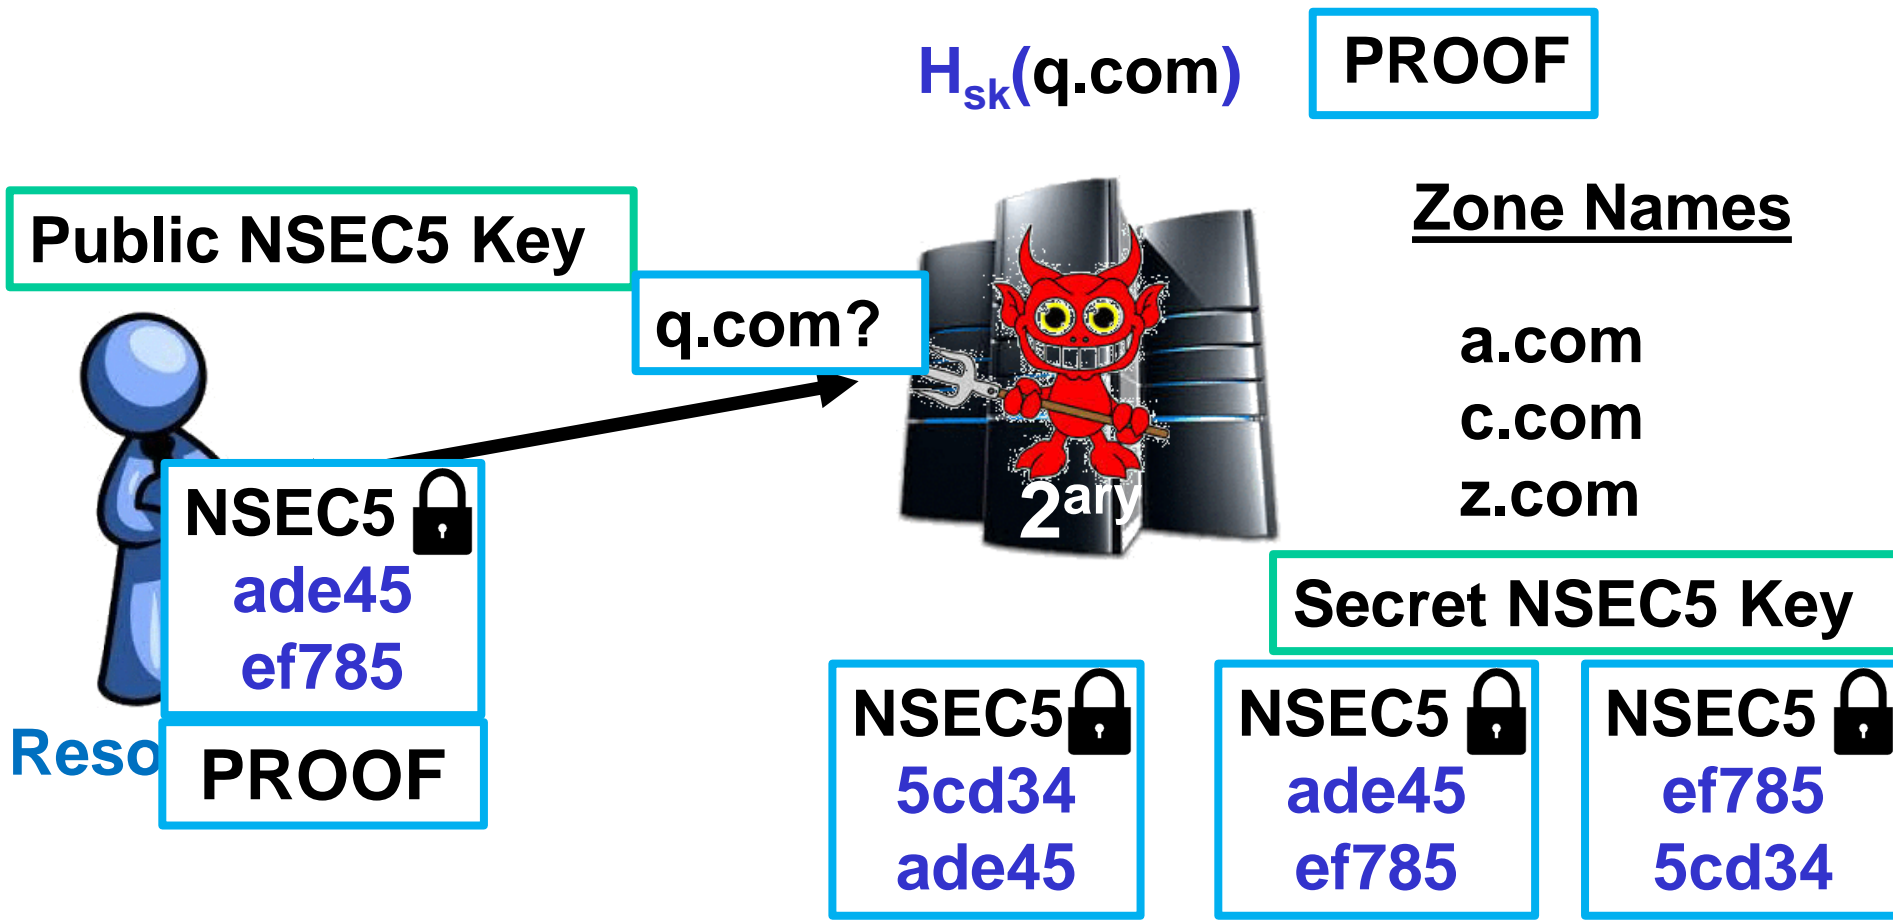 H_sk(q.com)
PROOF
Public NSEC5 Key
Zone Names
q.com?
a.com
c.com
z.com
2ary
NSEC5
ade45
ef785
Secret NSEC5 Key
Reso
PROOF
NSEC5
5cd34
ade45
NSEC5
ade45
ef785
NSEC5
ef785
5cd34